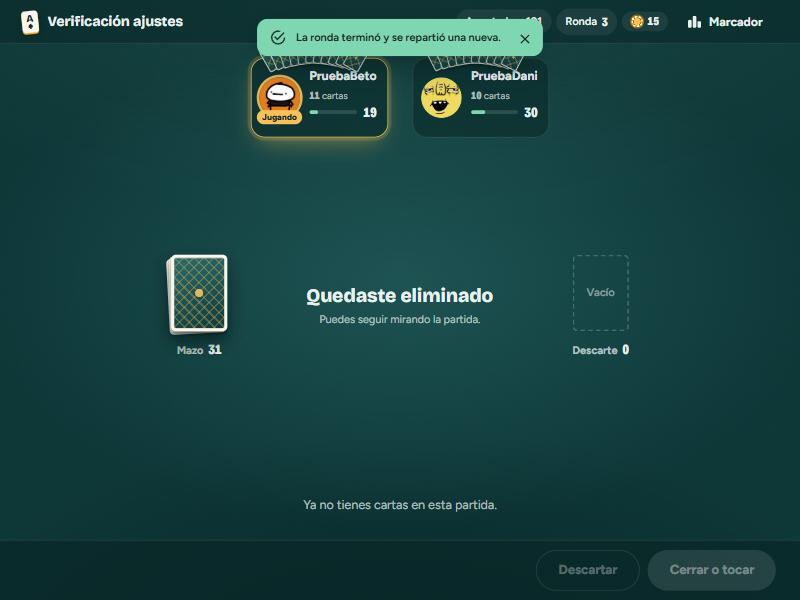 A
Verificación ajustes
La ronda terminó y se repartió una nueva.
Ronda 3
15
Marcador
PruebaBeto
11 cartas
19
Jugando
PruebaDani
10 cartas
30
Quedaste eliminado
Puedes seguir mirando la partida.
Vacío
Mazo 31
Descarte 0
Ya no tienes cartas en esta partida.
Descartar
Cerrar o tocar